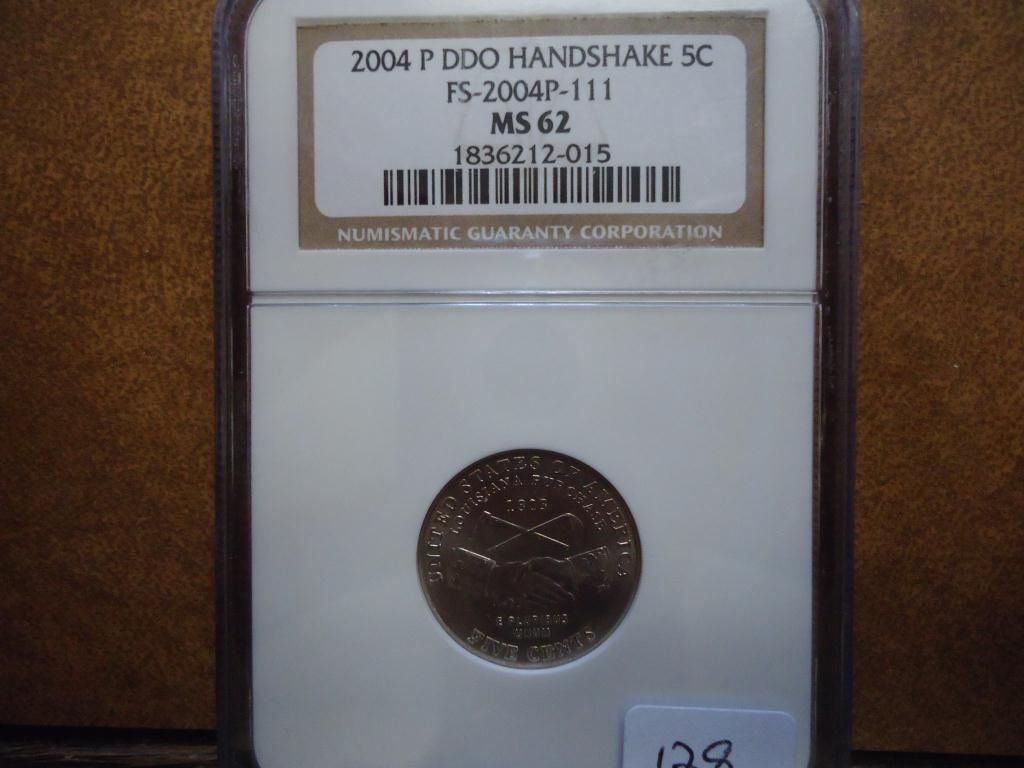 2004 P DDO HANDSHAKE 5C
FS-2004P-111
MS 62
1836212-015
NUMISMATIC GUARANTY CORPORATION
UNITED STATES OF AMERICA
LOUISIANA PURCHASE
1803
E PLURIBUS
UNUM
FIVE CENTS
128